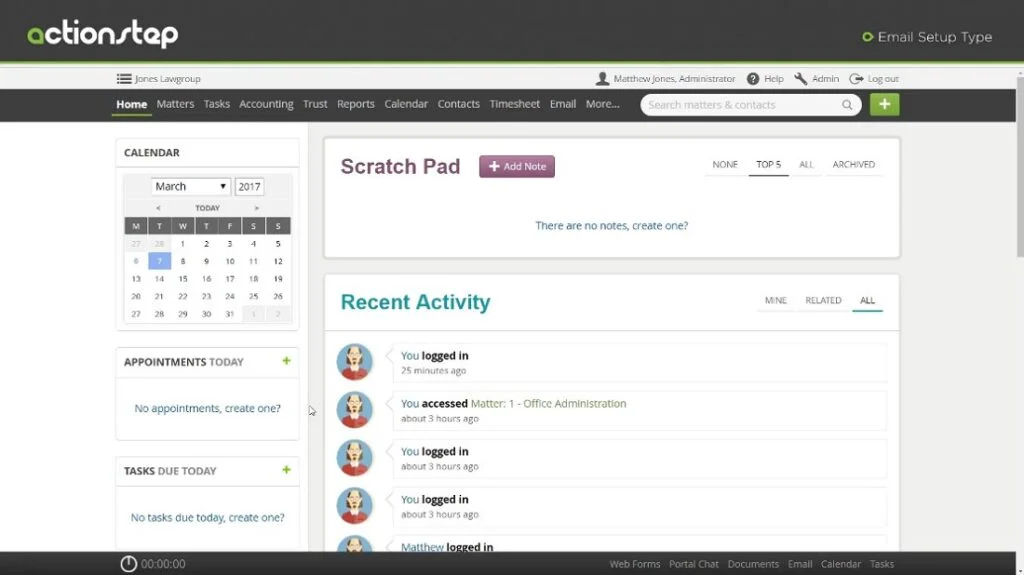 actionstep
Email Setup Type
Jones Lawgroup
Matthew Jones, Administrator Help Admin Log out
Home Matters Tasks Accounting Trust Reports Calendar Contacts Timesheet Email More... Search matters & contacts +
CALENDAR
March 2017
< TODAY >
M T W T F S S
27 28 1 2 3 4 5
6 7 8 9 10 11 12
13 14 15 16 17 18 19
20 21 22 23 24 25 26
27 28 29 30 31 1 2
APPOINTMENTS TODAY +
No appointments, create one?
TASKS DUE TODAY +
No tasks due today, create one?
Scratch Pad + Add Note NONE TOP 5 ALL ARCHIVED
There are no notes, create one?
Recent Activity MINE RELATED ALL
You logged in
25 minutes ago
You accessed Matter: 1 - Office Administration
about 3 hours ago
You logged in
about 3 hours ago
You logged in
about 3 hours ago
Matthew logged in
00:00:00 Web Forms Portal Chat Documents Email Calendar Tasks